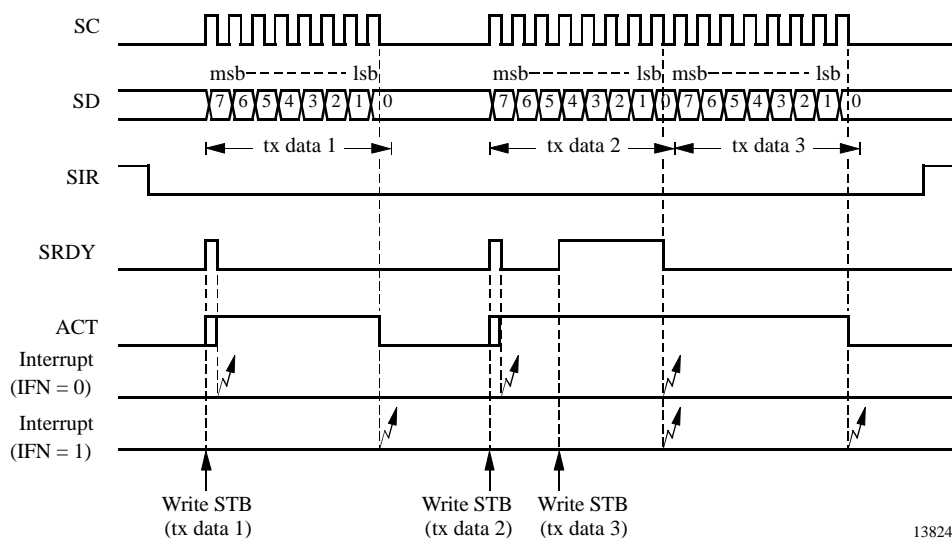 SC
msb lsb msb lsb
SD 7 6 5 4 3 2 1 0 7 6 5 4 3 2 1 0 7 6 5 4 3 2 1 0
tx data 1 tx data 2 tx data 3
SIR
SRDY
ACT
Interrupt
(IFN = 0)
Interrupt
(IFN = 1)
Write STB Write STB Write STB
(tx data 1) (tx data 2) (tx data 3)
13824